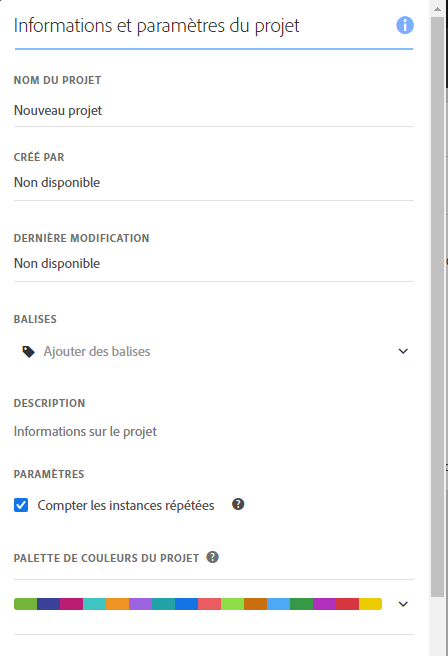 Informations et paramètres du projet
NOM DU PROJET
Nouveau projet
CRÉÉ PAR
Non disponible
DERNIÈRE MODIFICATION
Non disponible
BALISES
Ajouter des balises
DESCRIPTION
Informations sur le projet
PARAMÈTRES
Compter les instances répétées
PALETTE DE COULEURS DU PROJET